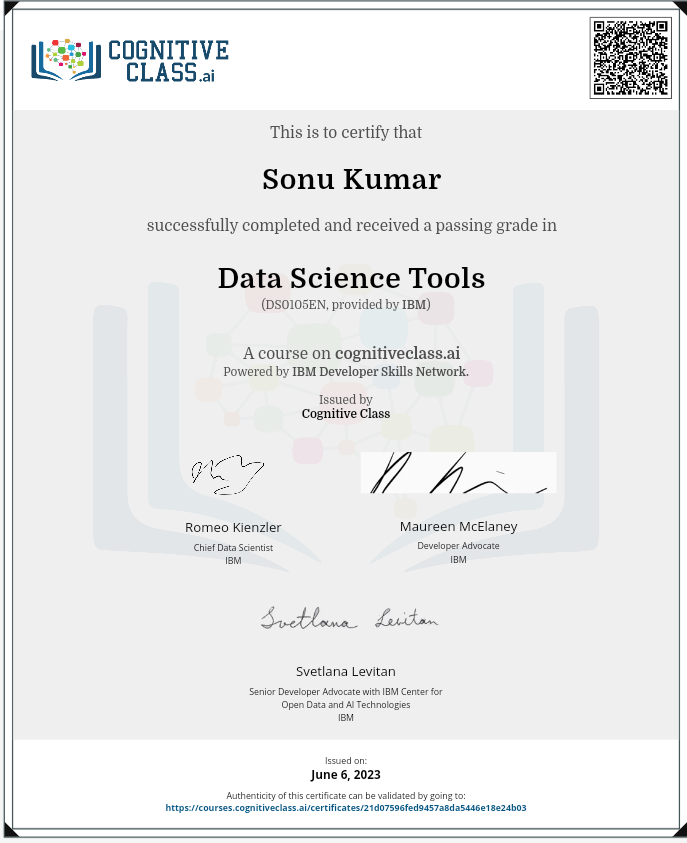 COGNITIVE
CLASS.ai
This is to certify that
Sonu Kumar
successfully completed and received a passing grade in
Data Science Tools
(DS0105EN, provided by IBM)
A course on cognitiveclass.ai
Powered by IBM Developer Skills Network.
Issued by
Cognitive Class
Romeo Kienzler
Chief Data Scientist
IBM
Maureen McElaney
Developer Advocate
IBM
Svetlana Levitan
Svetlana Levitan
Senior Developer Advocate with IBM Center for
Open Data and AI Technologies
IBM
Issued on:
June 6, 2023
Authenticity of this certificate can be validated by going to:
https://courses.cognitiveclass.ai/certificates/21d07596fed9457a8da5446e18e24b03